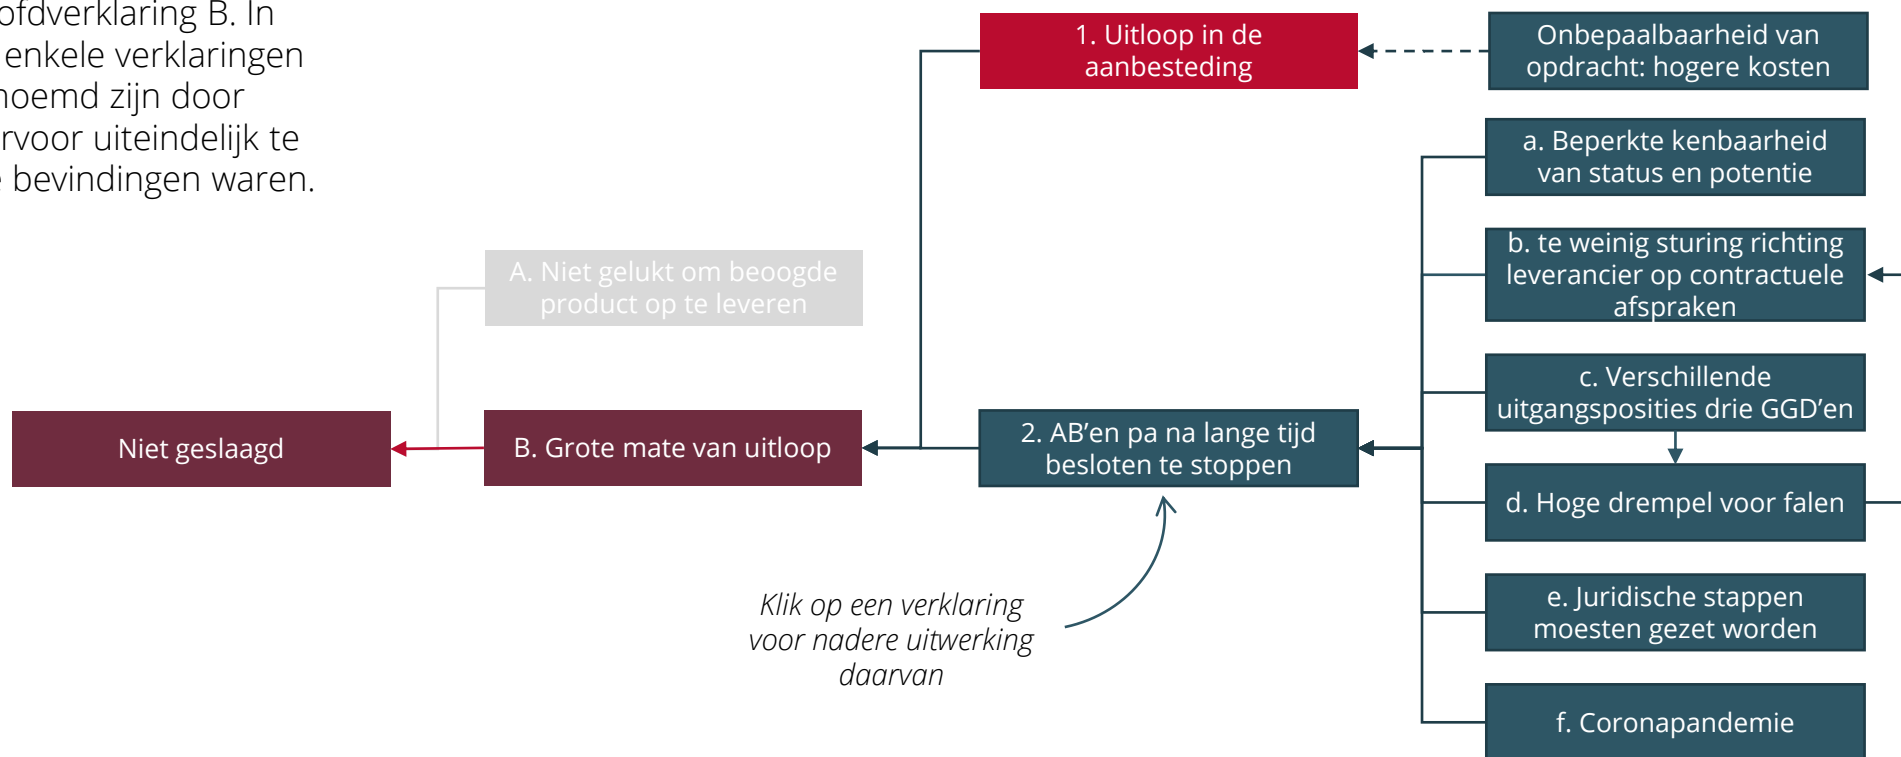 hoofdverklaring B. In
enkele verklaringen
noemd zijn door
rvoor uiteindelijk te
e bevindingen waren.
1. Uitloop in de
aanbesteding
Onbepaalbaarheid van
opdracht: hogere kosten
a. Beperkte kenbaarheid
van status en potentie
b. te weinig sturing richting
leverancier op contractuele
afspraken
A. Niet gelukt om beoogde
product op te leveren
c. Verschillende
uitgangsposities drie GGD’en
Niet geslaagd
B. Grote mate van uitloop
2. AB’en pa na lange tijd
besloten te stoppen
d. Hoge drempel voor falen
Klik op een verklaring
voor nadere uitwerking
daarvan
e. Juridische stappen
moesten gezet worden
f. Coronapandemie